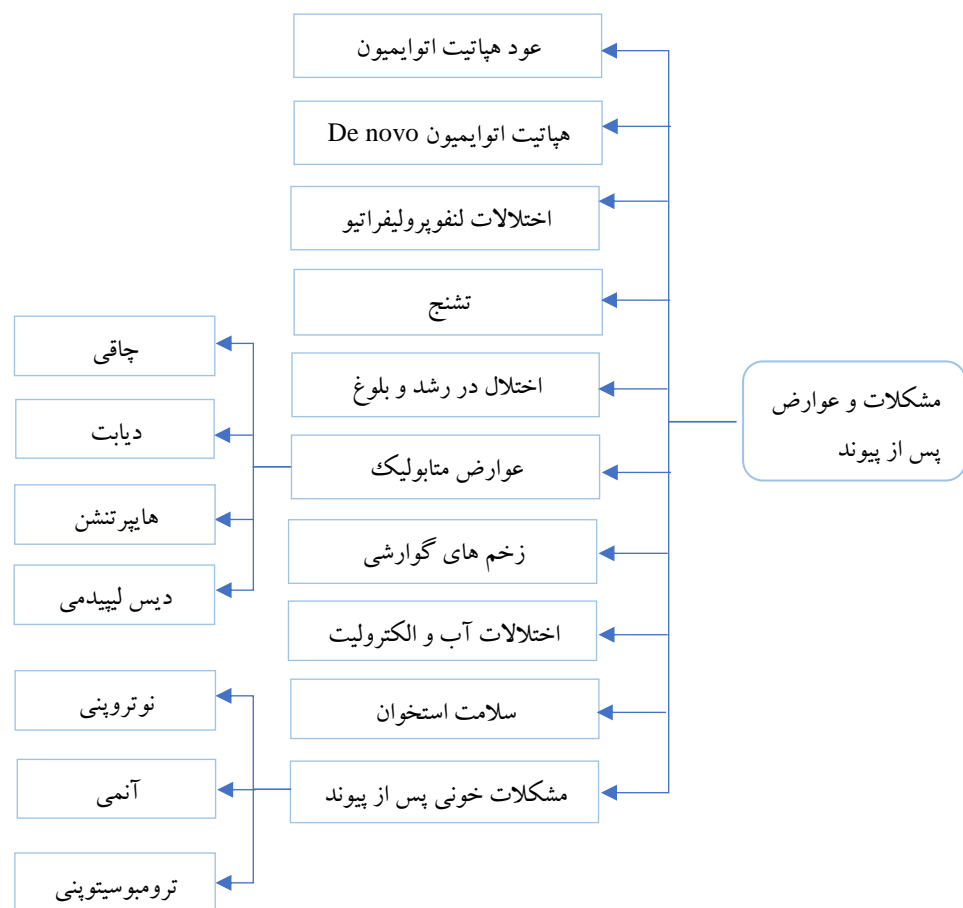 مشکلات و عوارض
پس از پیوند
عود هپاتیت اتوایمیون
هپاتیت اتوایمیون De novo
اختلالات لنفوپرولیفراتیو
تشنج
اختلال در رشد و بلوغ
عوارض متابولیک
چاقی
دیابت
هایپرتنشن
دیس لیپیدمی
زخم های گوارشی
اختلالات آب و الکترولیت
سلامت استخوان
مشکلات خونی پس از پیوند
نوتروپنی
آنمی
ترومبوسیتوپنی